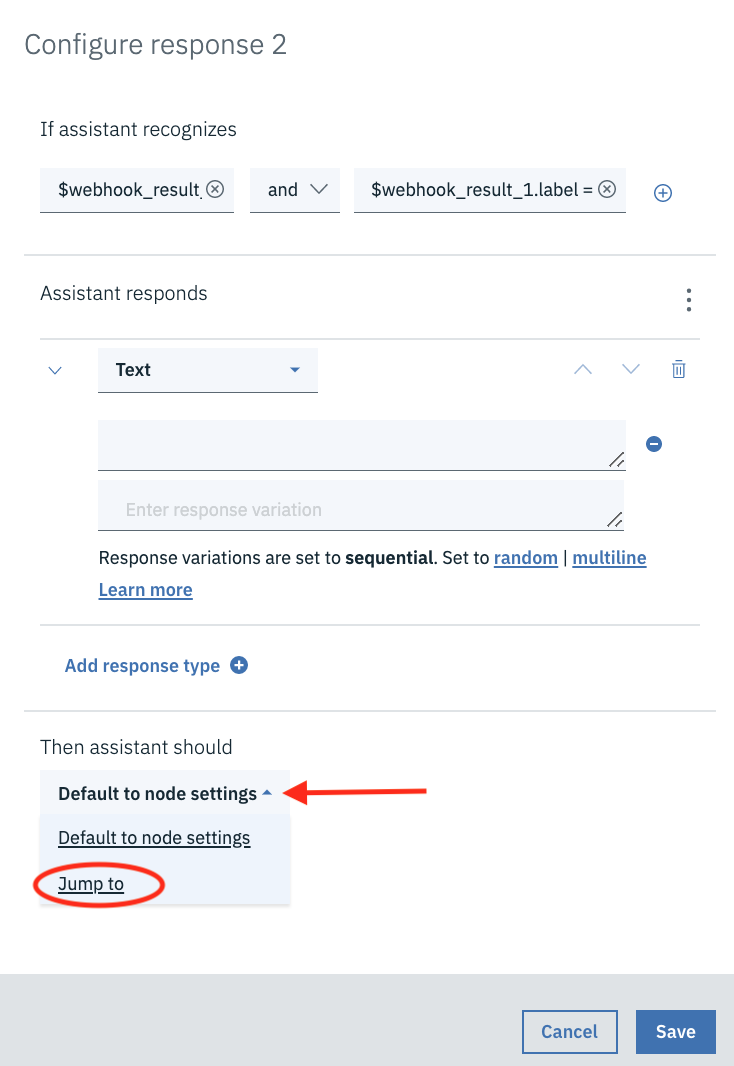 Configure response 2
If assistant recognizes
$webhook_result_ and $webhook_result_1.label =
Assistant responds
Text
Enter response variation
Response variations are set to sequential. Set to random | multiline
Learn more
Add response type
Then assistant should
Default to node settings
Default to node settings
Jump to
Cancel Save